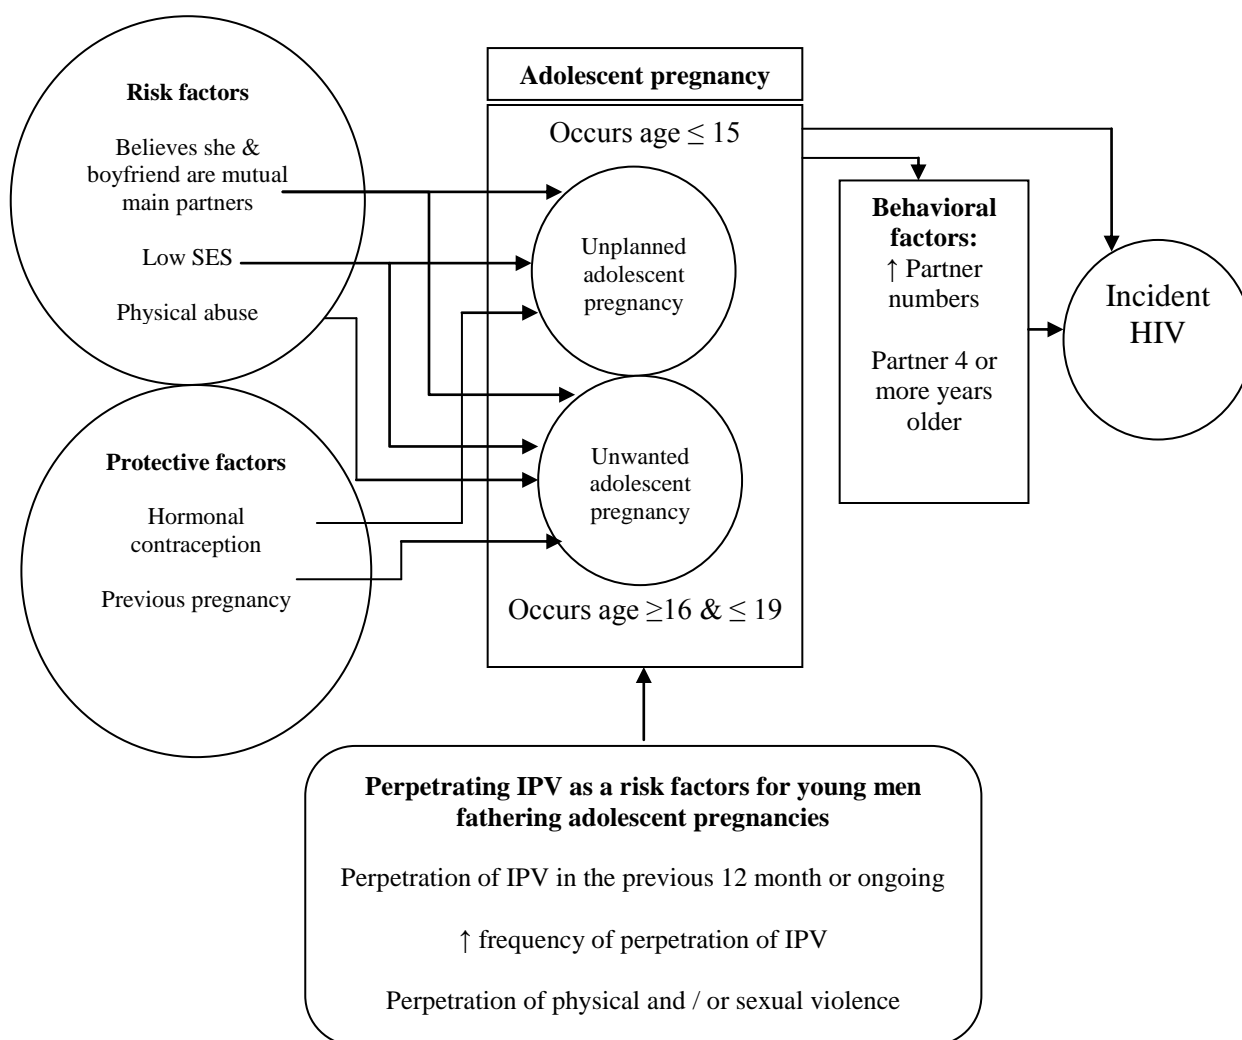 Risk factors
Believes she &
boyfriend are mutual
main partners
Low SES
Physical abuse
Protective factors
Hormonal
contraception
Previous pregnancy
Adolescent pregnancy
Occurs age ≤ 15
Unplanned
adolescent
pregnancy
Unwanted
adolescent
pregnancy
Occurs age ≥16 & ≤ 19
Behavioral
factors:
↑ Partner
numbers
Partner 4 or
more years
older
Incident
HIV
Perpetrating IPV as a risk factors for young men
fathering adolescent pregnancies
Perpetration of IPV in the previous 12 month or ongoing
↑ frequency of perpetration of IPV
Perpetration of physical and / or sexual violence